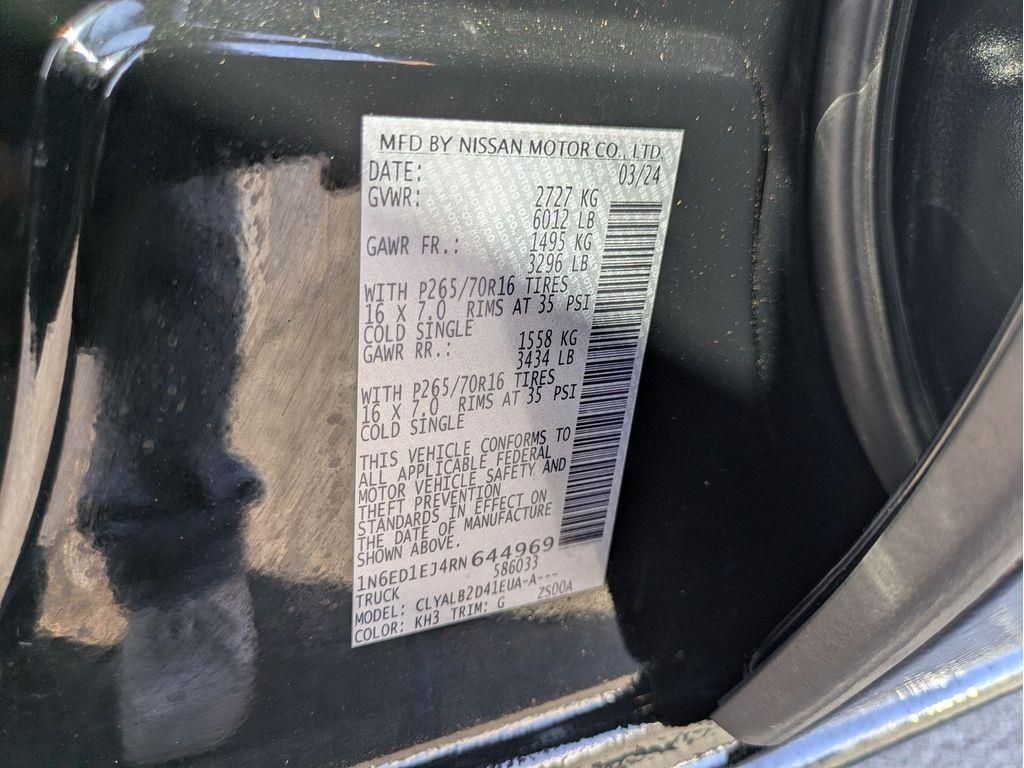 MFD BY NISSAN MOTOR CO., LTD.
DATE: 03/24
GVWR: 2727 KG
6012 LB
GAWR FR.: 1495 KG
3296 LB
WITH P265/70R16 TIRES
16 X 7.0 RIMS AT 35 PSI
COLD SINGLE
GAWR RR.: 1558 KG
3434 LB
WITH P265/70R16 TIRES
16 X 7.0 RIMS AT 35 PSI
COLD SINGLE
THIS VEHICLE CONFORMS TO
ALL APPLICABLE FEDERAL
MOTOR VEHICLE SAFETY AND
THEFT PREVENTION
STANDARDS IN EFFECT ON
THE DATE OF MANUFACTURE
SHOWN ABOVE.
1N6ED1EJ4RN644969
TRUCK 586033
MODEL: CLYALB2D41EUA-A---
COLOR: KH3 TRIM: G ZS00A